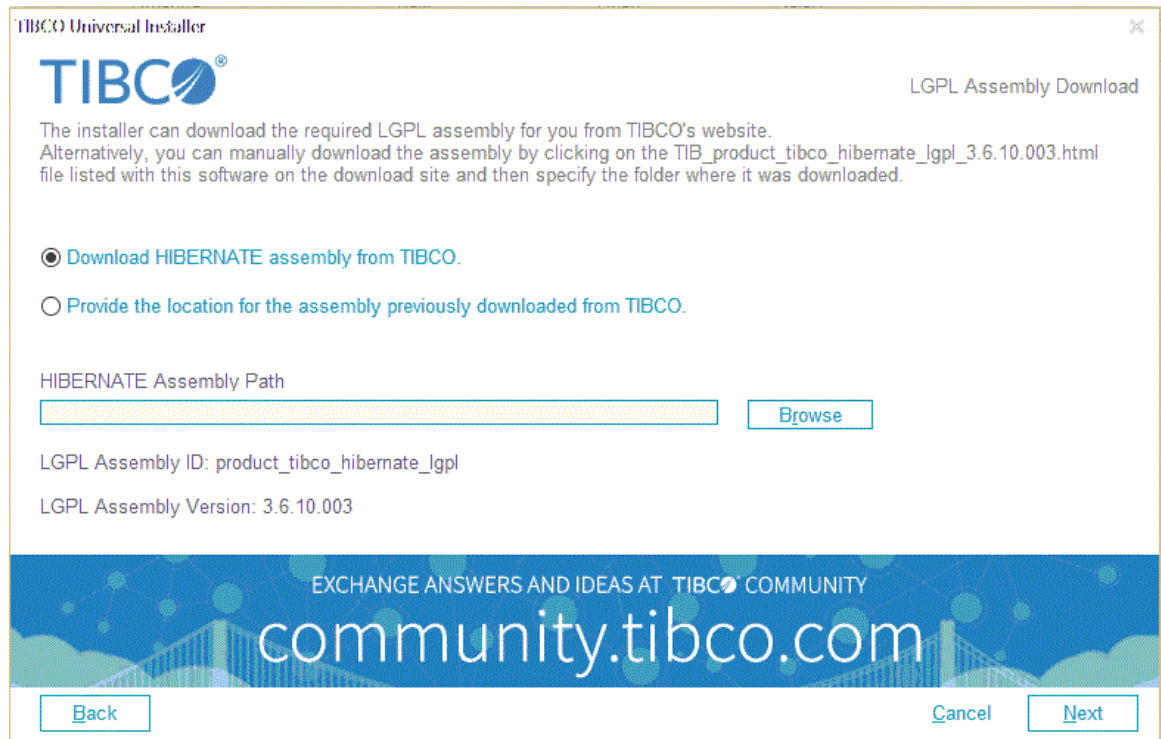 TIBCO Universal Installer
TIBCO®
LGPL Assembly Download
The installer can download the required LGPL assembly for you from TIBCO's website.
Alternatively, you can manually download the assembly by clicking on the TIB_product_tibco_hibernate_lgpl_3.6.10.003.html
file listed with this software on the download site and then specify the folder where it was downloaded.
Download HIBERNATE assembly from TIBCO.
Provide the location for the assembly previously downloaded from TIBCO.
HIBERNATE Assembly Path
Browse
LGPL Assembly ID: product_tibco_hibernate_lgpl
LGPL Assembly Version: 3.6.10.003
EXCHANGE ANSWERS AND IDEAS AT TIBCO COMMUNITY
community.tibco.com
Back
Cancel
Next